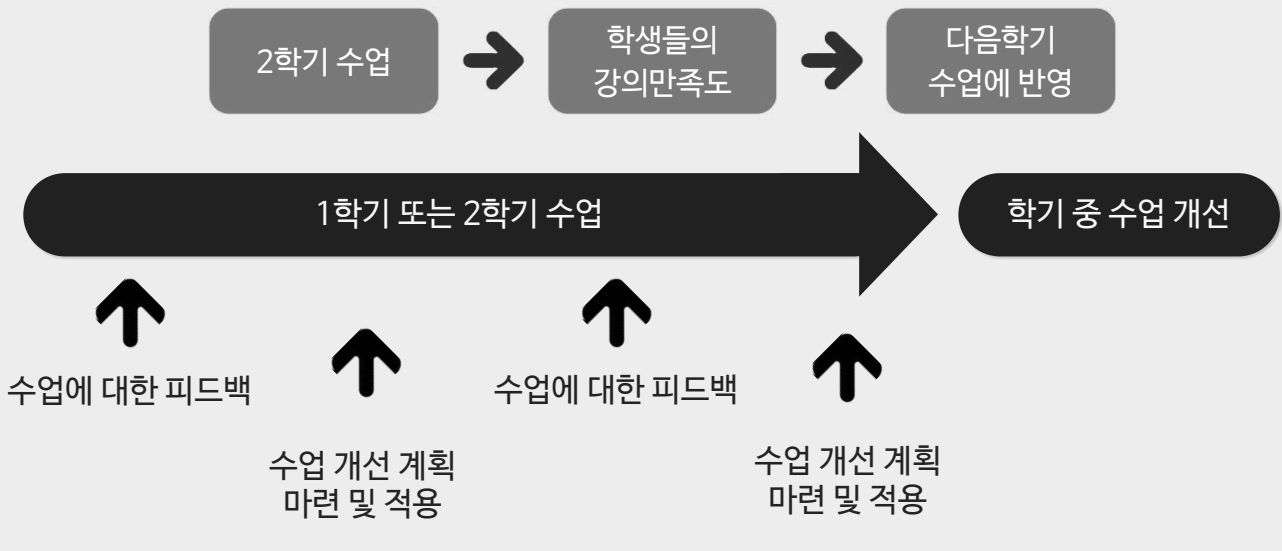 2학기 수업
학생들의
강의만족도
다음학기
수업에 반영
1학기 또는 2학기 수업
학기 중 수업 개선
수업에 대한 피드백
수업 개선 계획
마련 및 적용
수업에 대한 피드백
수업 개선 계획
마련 및 적용